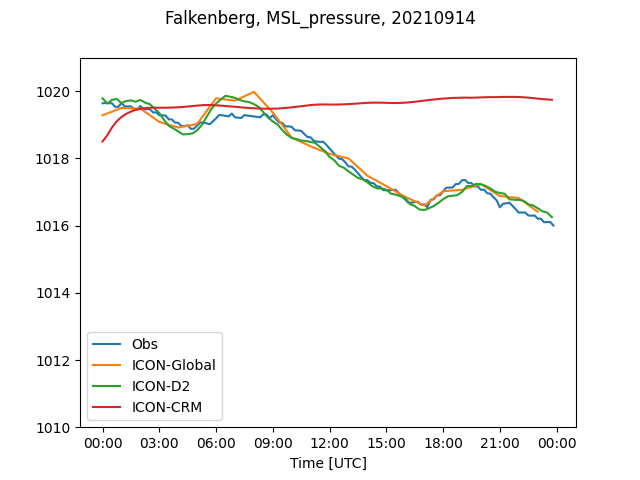 Falkenberg, MSL_pressure, 20210914
1020
1018
1016
1014
1012
1010
Obs
ICON-Global
ICON-D2
ICON-CRM
00:00 03:00 06:00 09:00 12:00 15:00 18:00 21:00 00:00
Time [UTC]